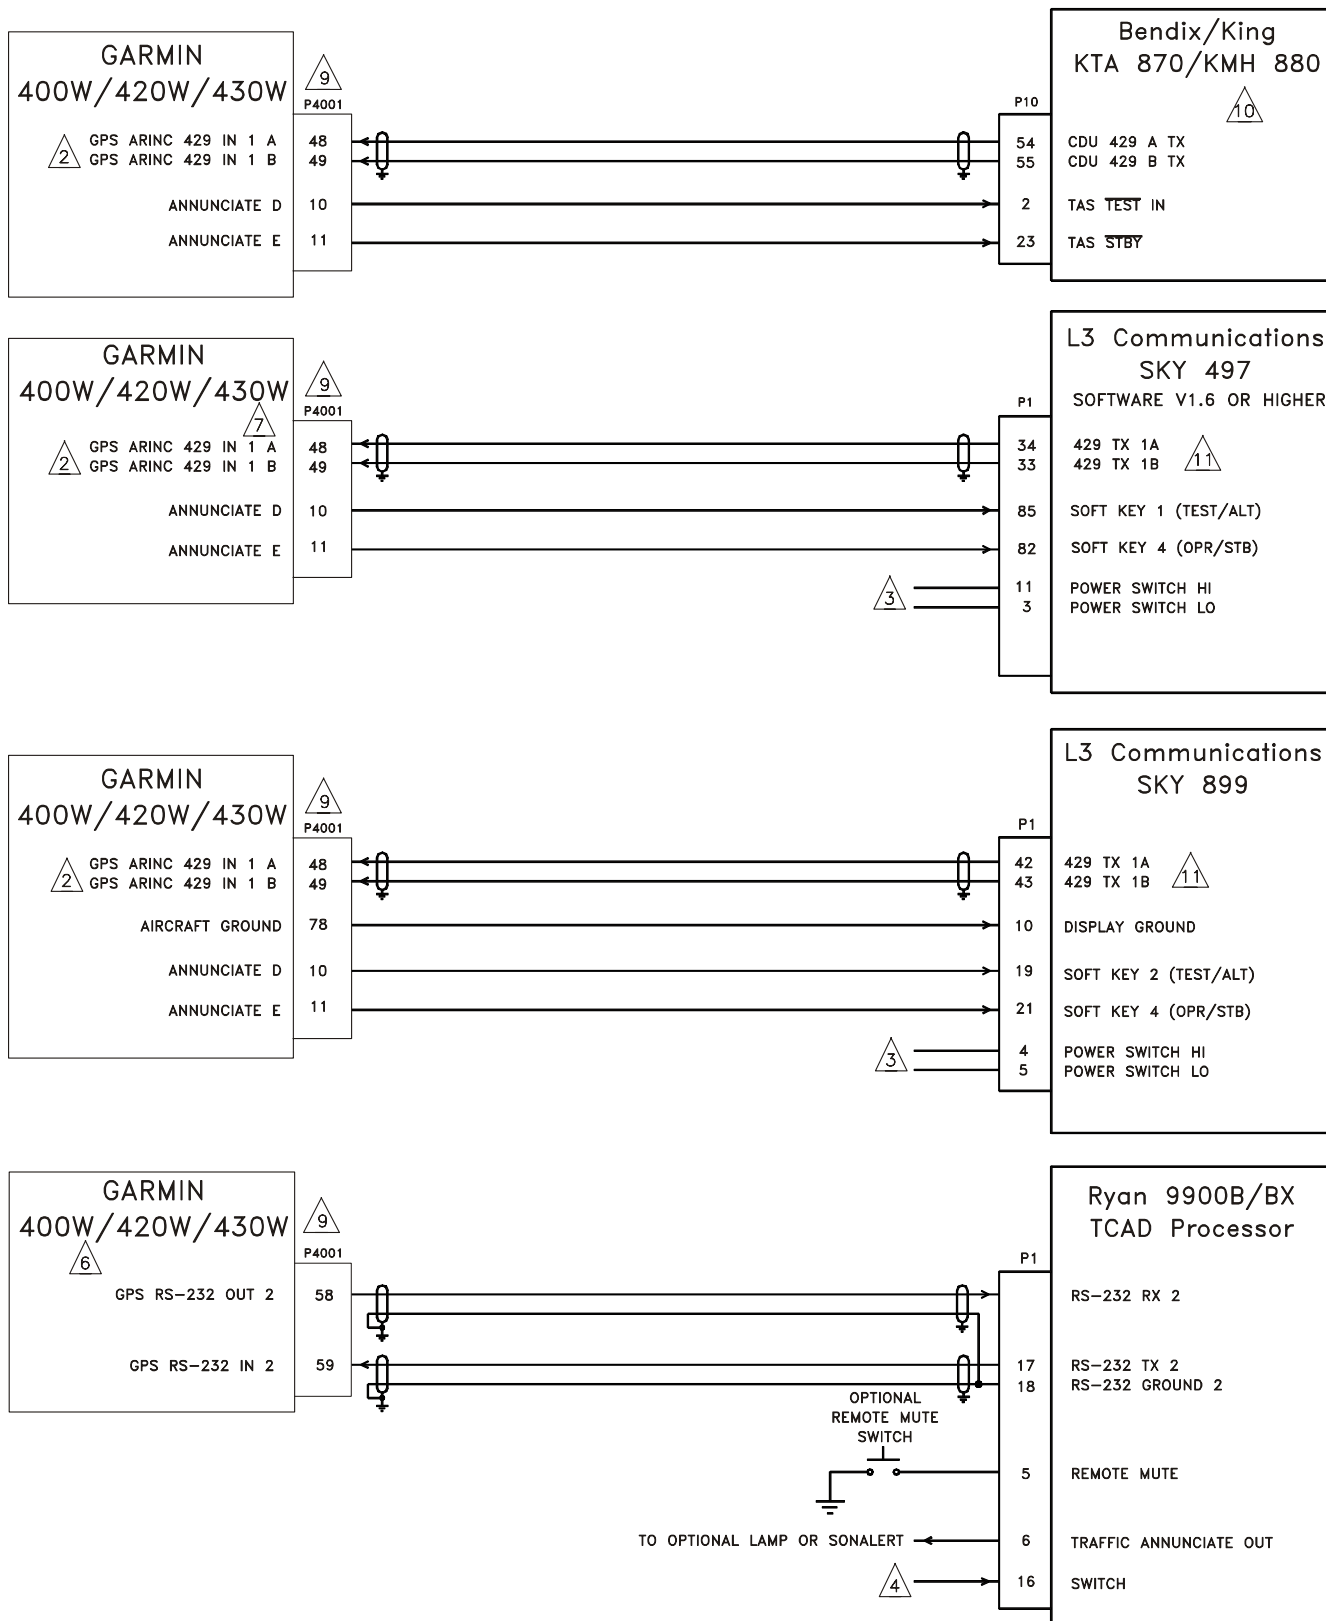 GARMIN
400W/420W/430W
9
P4001
2
GPS ARINC 429 IN 1 A 48
GPS ARINC 429 IN 1 B 49
ANNUNCIATE D 10
ANNUNCIATE E 11
Bendix/King
KTA 870/KMH 880
10
P10
54 CDU 429 A TX
55 CDU 429 B TX
2 TAS TEST IN
23 TAS STBY
GARMIN
400W/420W/430W
7
9
P4001
2
GPS ARINC 429 IN 1 A 48
GPS ARINC 429 IN 1 B 49
ANNUNCIATE D 10
ANNUNCIATE E 11
L3 Communications
SKY 497
SOFTWARE V1.6 OR HIGHER
P1
34 429 TX 1A
33 429 TX 1B
11
85 SOFT KEY 1 (TEST/ALT)
82 SOFT KEY 4 (OPR/STB)
3
11 POWER SWITCH HI
3 POWER SWITCH LO
GARMIN
400W/420W/430W
9
P4001
2
GPS ARINC 429 IN 1 A 48
GPS ARINC 429 IN 1 B 49
AIRCRAFT GROUND 78
ANNUNCIATE D 10
ANNUNCIATE E 11
L3 Communications
SKY 899
P1
42 429 TX 1A
43 429 TX 1B
11
10 DISPLAY GROUND
19 SOFT KEY 2 (TEST/ALT)
21 SOFT KEY 4 (OPR/STB)
3
4 POWER SWITCH HI
5 POWER SWITCH LO
GARMIN
400W/420W/430W
6
9
P4001
GPS RS-232 OUT 2 58
GPS RS-232 IN 2 59
Ryan 9900B/BX
TCAD Processor
P1
RS-232 RX 2
17 RS-232 TX 2
18 RS-232 GROUND 2
OPTIONAL
REMOTE MUTE
SWITCH
5 REMOTE MUTE
TO OPTIONAL LAMP OR SONALERT 6 TRAFFIC ANNUNCIATE OUT
4
16 SWITCH